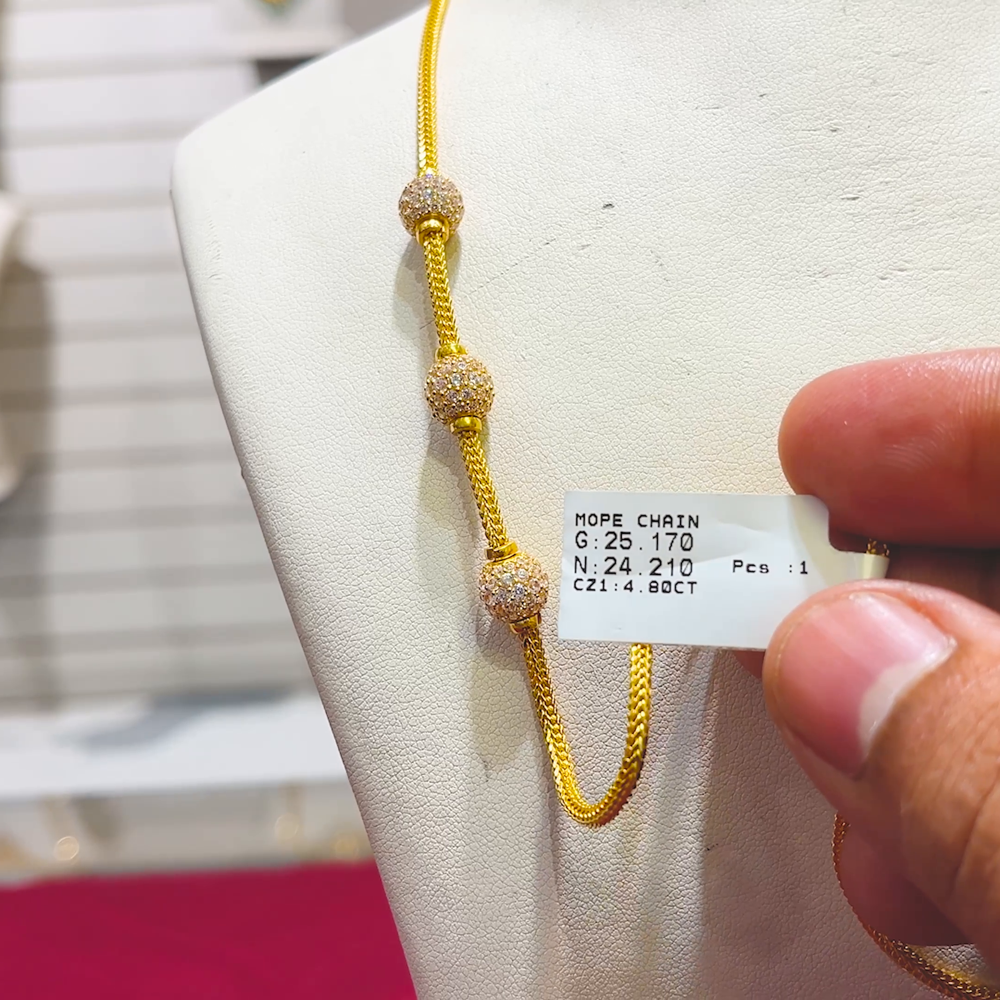 MOPE CHAIN
G:25.170
N:24.210 Pcs :1
CZ1:4.80CT